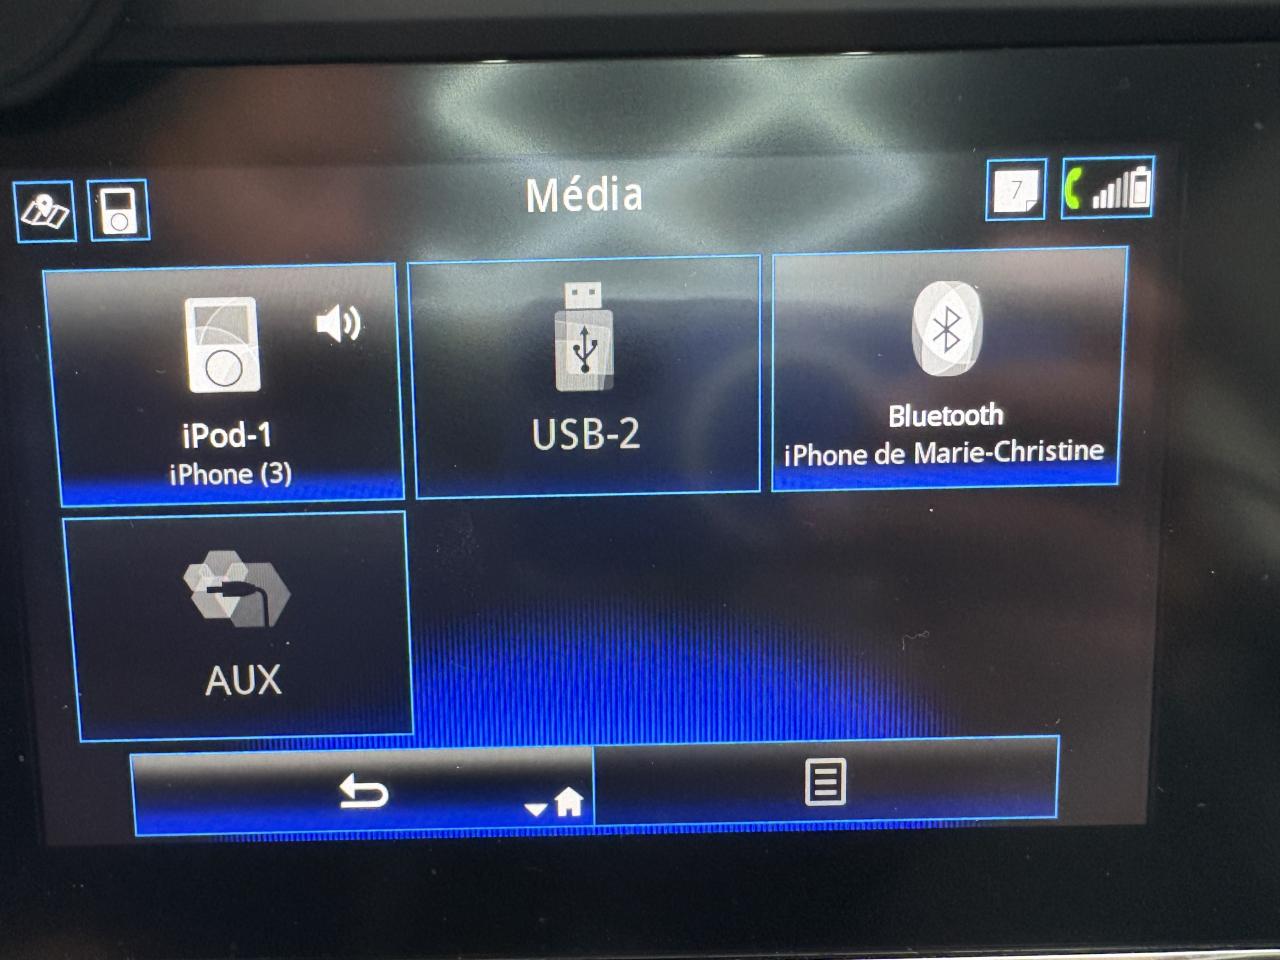 Média
7
iPod-1
iPhone (3)
USB-2
Bluetooth
iPhone de Marie-Christine
AUX